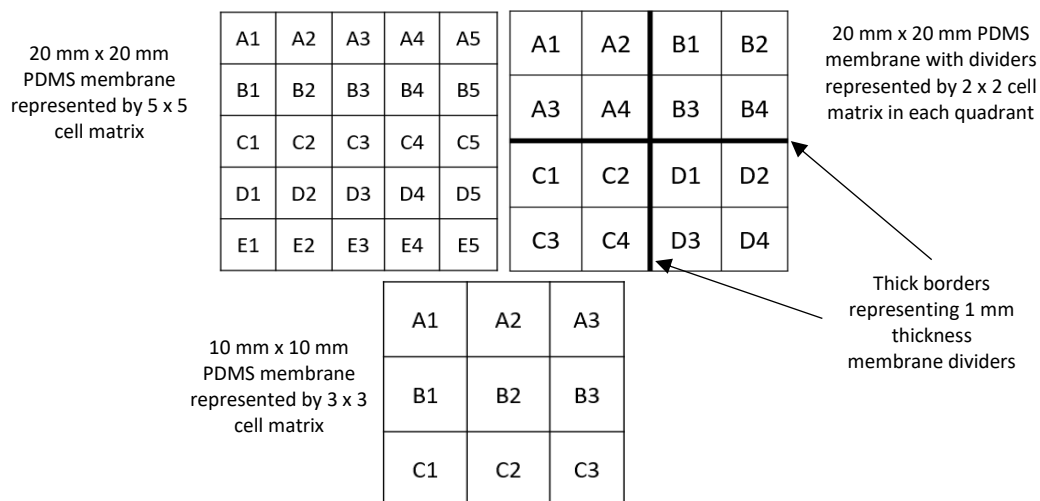 20 mm x 20 mm
PDMS membrane
represented by 5 x 5
cell matrix
A1 A2 A3 A4 A5
B1 B2 B3 B4 B5
C1 C2 C3 C4 C5
D1 D2 D3 D4 D5
E1 E2 E3 E4 E5
A1 A2 B1 B2
A3 A4 B3 B4
C1 C2 D1 D2
C3 C4 D3 D4
20 mm x 20 mm PDMS
membrane with dividers
represented by 2 x 2 cell
matrix in each quadrant
Thick borders
representing 1 mm
thickness
membrane dividers
10 mm x 10 mm
PDMS membrane
represented by 3 x 3
cell matrix
A1 A2 A3
B1 B2 B3
C1 C2 C3